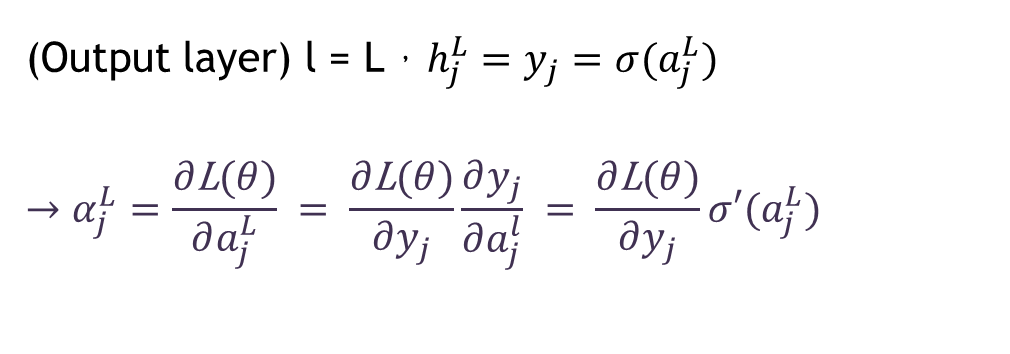 (Output layer) l = L , h_j^L = y_j = σ(a_j^L)
→ α_j^L = ∂L(θ)/∂a_j^L = ∂L(θ)/∂y_j ∂y_j/∂a_j^l = ∂L(θ)/∂y_j σ′(a_j^L)